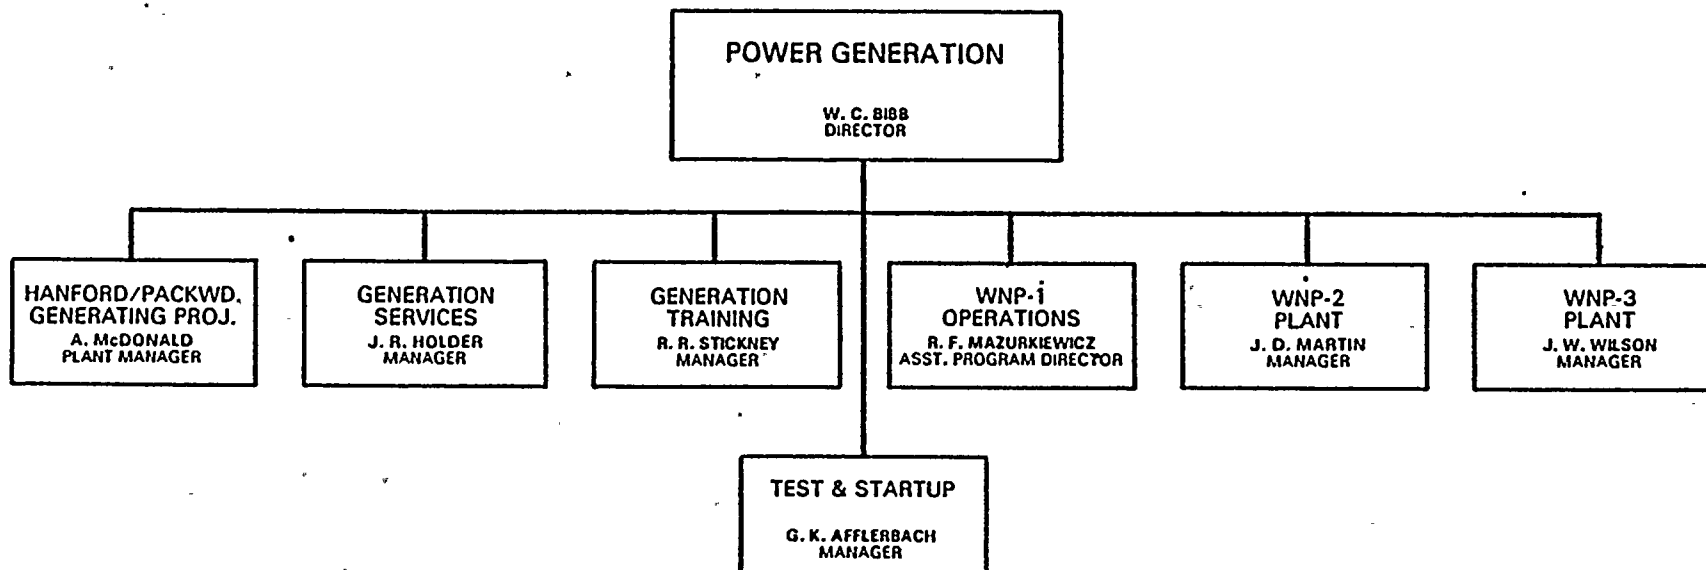 POWER GENERATION
W. C. BIBB
DIRECTOR
HANFORD/PACKWD.
GENERATING PROJ.
A. McDONALD
PLANT MANAGER
GENERATION
SERVICES
J. R. HOLDER
MANAGER
GENERATION
TRAINING
R. R. STICKNEY
MANAGER
WNP-1
OPERATIONS
R. F. MAZURKIEWICZ
ASST. PROGRAM DIRECTOR
WNP-2
PLANT
J. D. MARTIN
MANAGER
WNP-3
PLANT
J. W. WILSON
MANAGER
TEST & STARTUP
G. K. AFFLERBACH
MANAGER